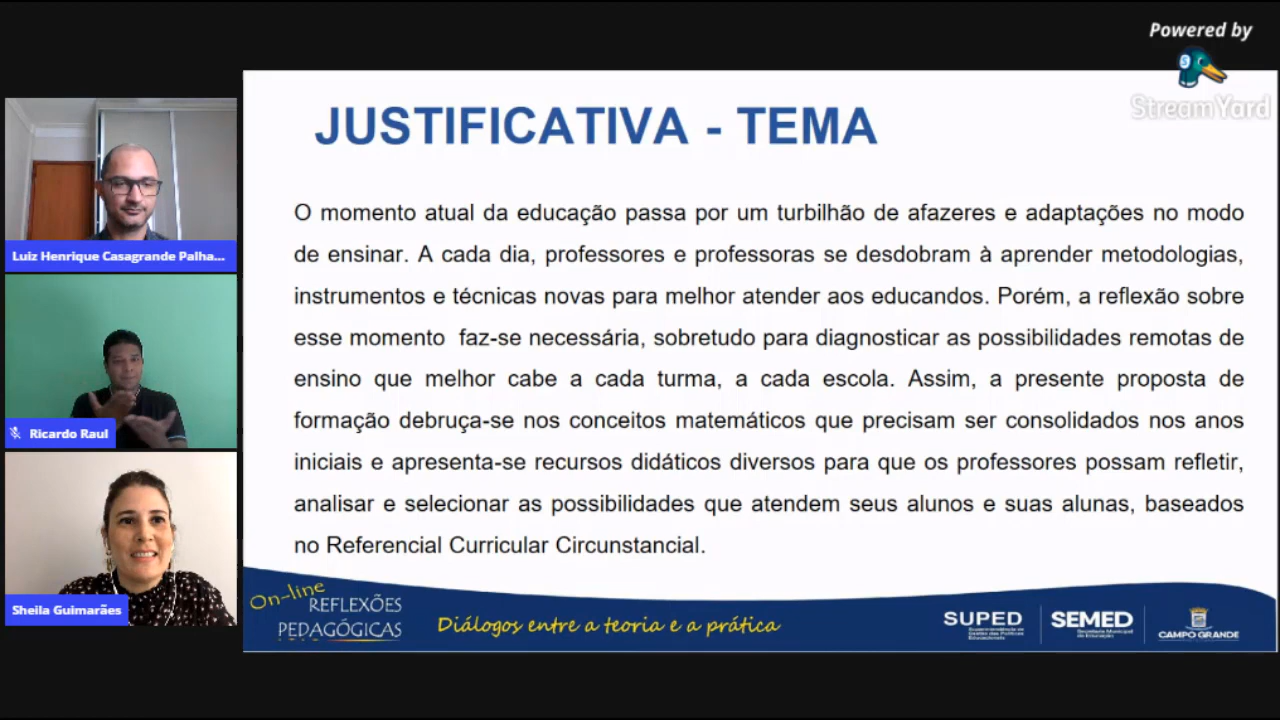 Powered by
StreamYard
JUSTIFICATIVA - TEMA
O momento atual da educação passa por um turbilhão de afazeres e adaptações no modo
de ensinar. A cada dia, professores e professoras se desdobram à aprender metodologias,
instrumentos e técnicas novas para melhor atender aos educandos. Porém, a reflexão sobre
esse momento faz-se necessária, sobretudo para diagnosticar as possibilidades remotas de
ensino que melhor cabe a cada turma, a cada escola. Assim, a presente proposta de
formação debruça-se nos conceitos matemáticos que precisam ser consolidados nos anos
iniciais e apresenta-se recursos didáticos diversos para que os professores possam refletir,
analisar e selecionar as possibilidades que atendem seus alunos e suas alunas, baseados
no Referencial Curricular Circunstancial.
Luiz Henrique Casagrande Palha...
Ricardo Raul
Sheila Guimarães
On-line
REFLEXÕES
PEDAGÓGICAS
Diálogos entre a teoria e a prática
SUPED
Superintendência de
Gestão das Políticas
Educacionais
SEMED
Secretaria Municipal
de Educação
CAMPO GRANDE